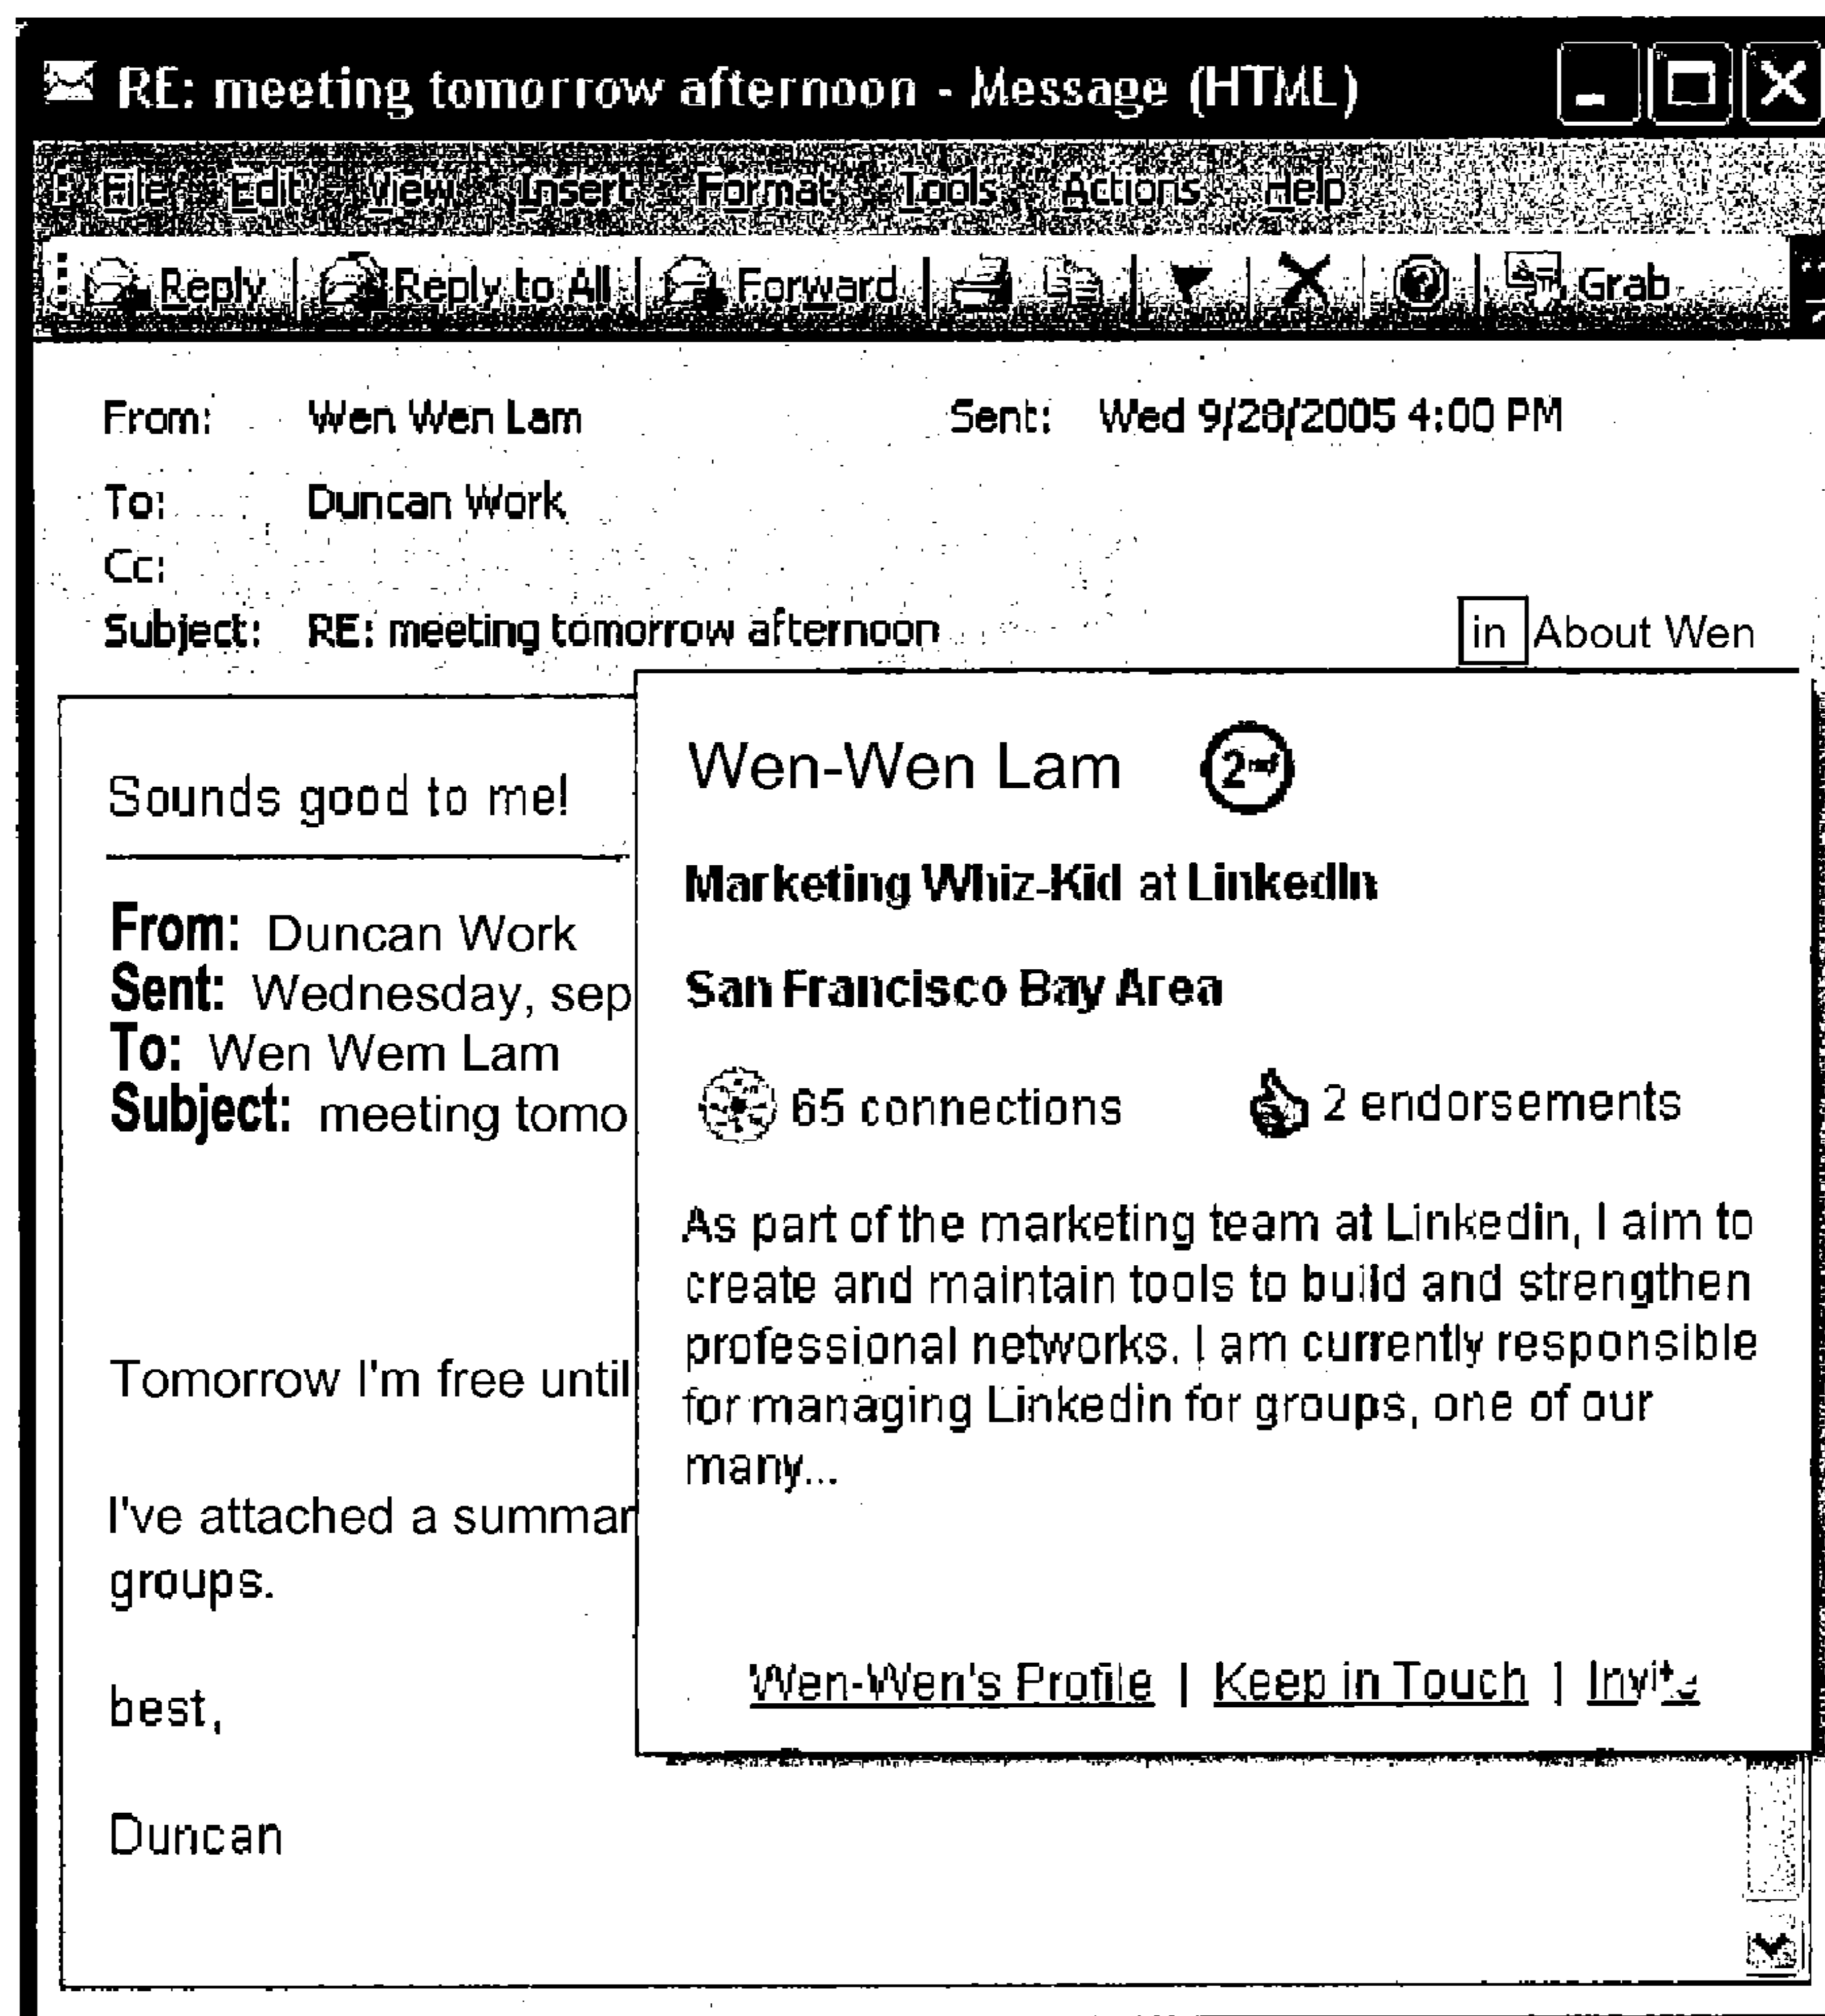 RE: meeting tomorrow afternoon - Message (HTML)
File Edit View Insert Format Tools Actions Help
Reply Reply to All Forward Grab
From: Wen Wen Lam Sent: Wed 9/28/2005 4:00 PM
To: Duncan Work
Cc:
Subject: RE: meeting tomorrow afternoon
in About Wen
Sounds good to me!
From: Duncan Work
Sent: Wednesday, sep
To: Wen Wem Lam
Subject: meeting tomo
Tomorrow I'm free until
I've attached a summar
groups.
best,
Duncan
Wen-Wen Lam 2nd
Marketing Whiz-Kid at LinkedIn
San Francisco Bay Area
65 connections 2 endorsements
As part of the marketing team at Linkedin, I aim to
create and maintain tools to build and strengthen
professional networks. I am currently responsible
for managing Linkedin for groups, one of our
many...
Wen-Wen's Profile | Keep in Touch | Invite